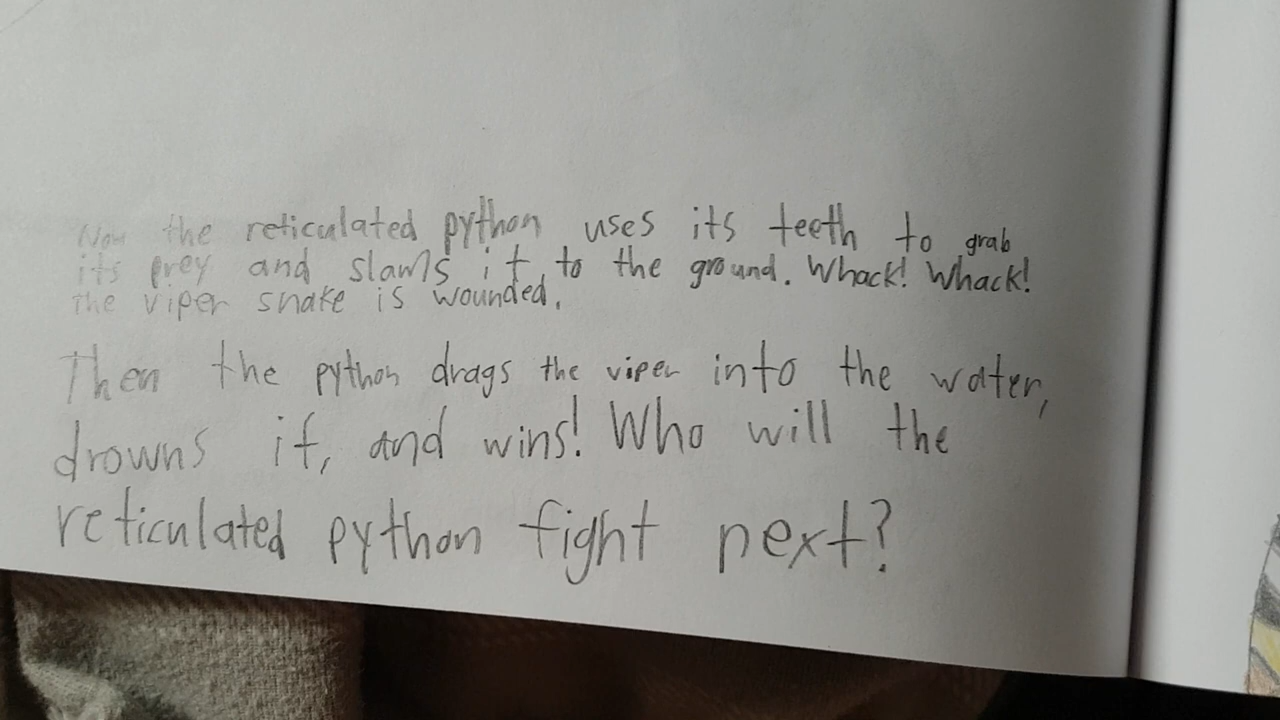 Now the reticulated python uses its teeth to grab
its prey and slams it, to the ground. Whack! Whack!
The viper snake is wounded.
Then the python drags the viper into the water,
drowns it, and wins! Who will the
reticulated python fight next?